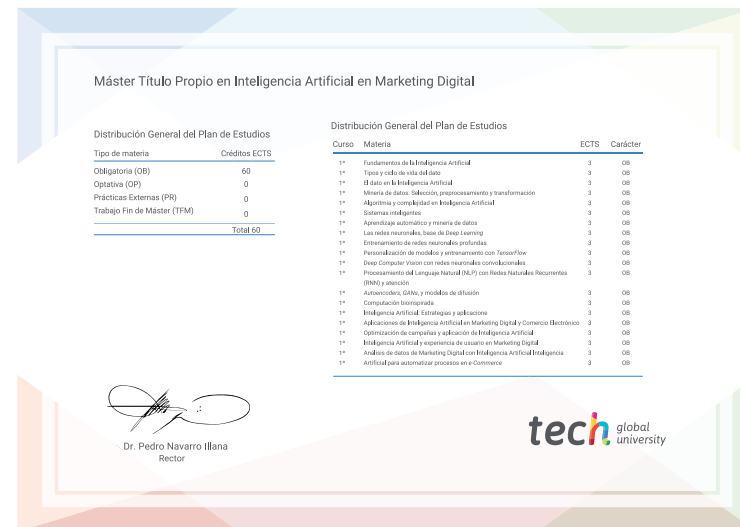 Máster Título Propio en Inteligencia Artificial en Marketing Digital
Distribución General del Plan de Estudios
Tipo de materia Créditos ECTS
Obligatoria (OB) 60
Optativa (OP) 0
Prácticas Externas (PR) 0
Trabajo Fin de Máster (TFM) 0
Total 60
Distribución General del Plan de Estudios
Curso Materia ECTS Carácter
1º Fundamentos de la Inteligencia Artificial 3 OB
1º Tipos y ciclo de vida del dato 3 OB
1º El dato en la Inteligencia Artificial 3 OB
1º Minería de datos. Selección, preprocesamiento y transformación 3 OB
1º Algoritmia y complejidad en Inteligencia Artificial 3 OB
1º Sistemas inteligentes 3 OB
1º Aprendizaje automático y minería de datos 3 OB
1º Las redes neuronales, base de Deep Learning 3 OB
1º Entrenamiento de redes neuronales profundas 3 OB
1º Personalización de modelos y entrenamiento con TensorFlow 3 OB
1º Deep Computer Vision con redes neuronales convolucionales 3 OB
1º Procesamiento del Lenguaje Natural (NLP) con Redes Naturales Recurrentes 3 OB
(RNN) y atención
1º Autoencoders, GANs, y modelos de difusión 3 OB
1º Computación bioinspirada 3 OB
1º Inteligencia Artificial: Estrategias y aplicacione 3 OB
1º Aplicaciones de Inteligencia Artificial en Marketing Digital y Comercio Electrónico 3 OB
1º Optimización de campañas y aplicación de Inteligencia Artificial 3 OB
1º Inteligencia Artificial y experiencia de usuario en Marketing Digital 3 OB
1º Análisis de datos de Marketing Digital con Inteligencia Artificial Inteligencia 3 OB
1º Artificial para automatizar procesos en e-Commerce 3 OB
Dr. Pedro Navarro Illana
Rector
tech global
university